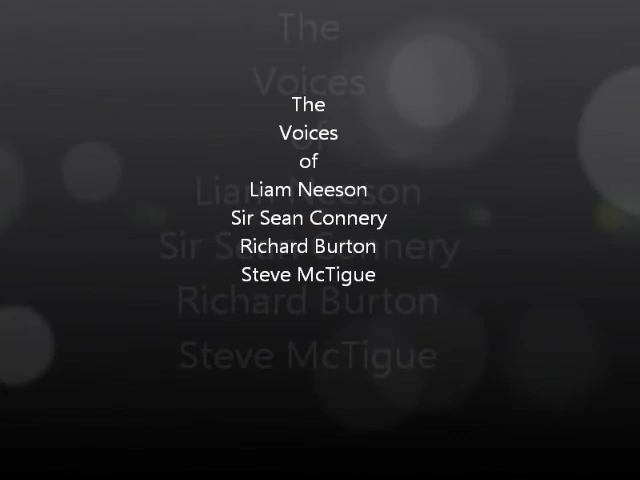 The
Voices
of
Liam Neeson
Sir Sean Connery
Richard Burton
Steve McTigue